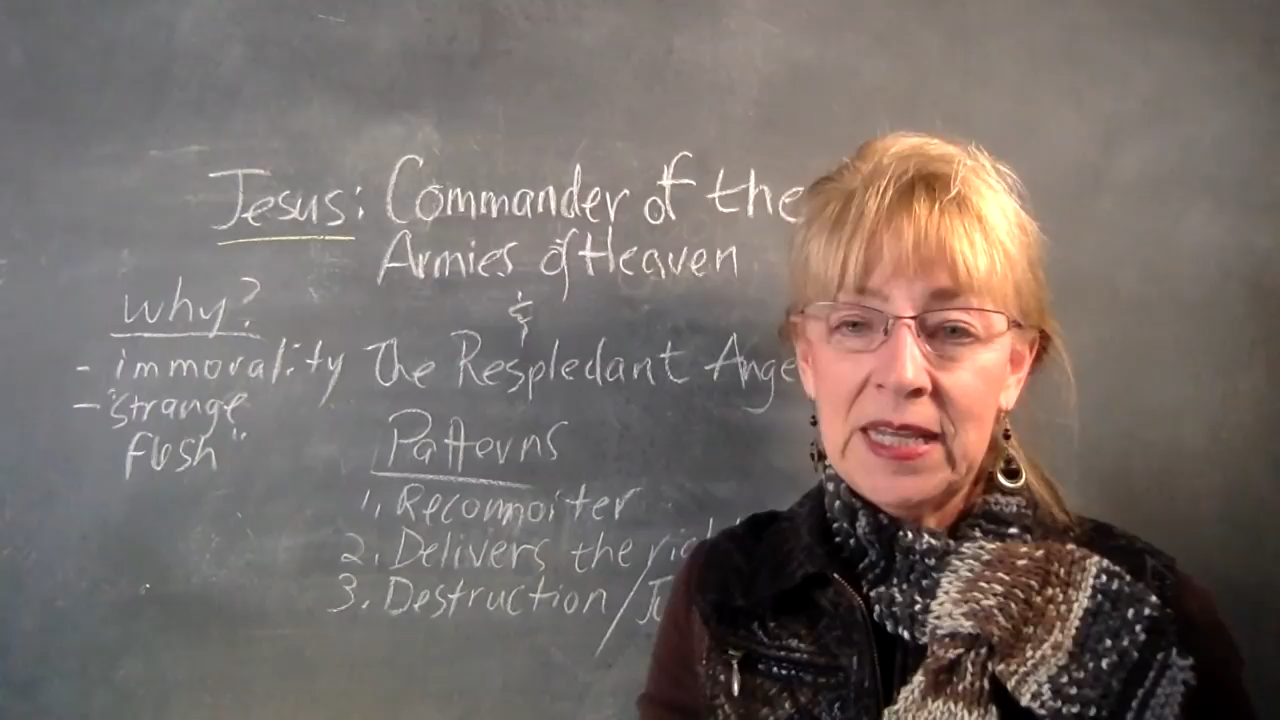 Jesus: Commander of the
Armies of Heaven
&
The Respledant Ange
why?
- immorality
- "strange
flesh"
Patterns
1. Reconnoiter
2. Delivers the
3. Destruction/